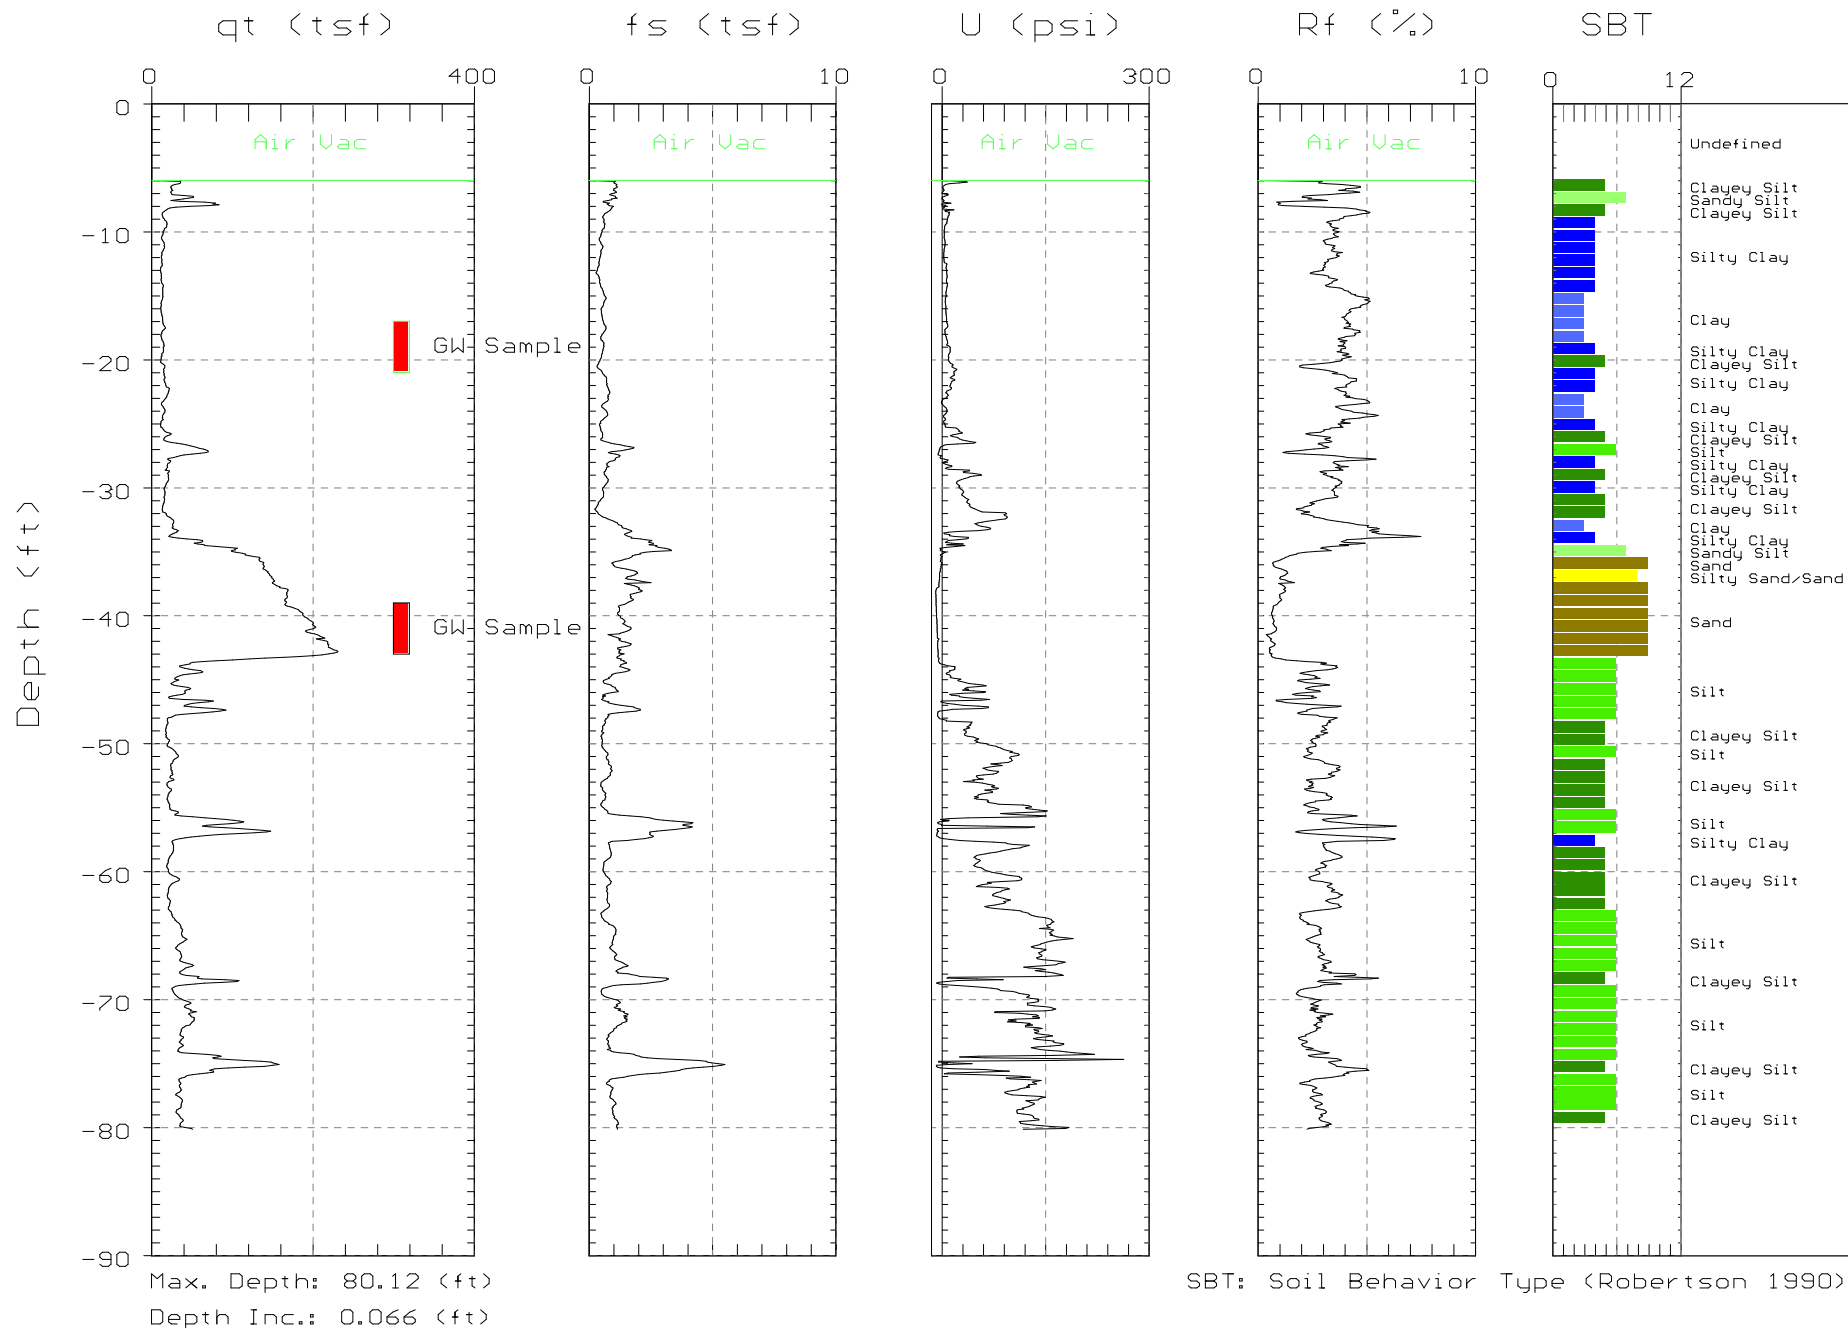 qt (tsf) fs (tsf) U (psi) Rf (%) SBT
0 400 0 10 0 300 0 10 0 12
0
Air Vac Air Vac Air Vac Air Vac
Undefined
Clayey Silt
Sandy Silt
Clayey Silt
-10
Silty Clay
Clay
GW Sample
Silty Clay
-20
Clayey Silt
Silty Clay
Clay
Silty Clay
Clayey Silt
Silt
Silty Clay
Clayey Silt
-30
Silty Clay
Clayey Silt
Clay
Silty Clay
Sandy Silt
Sand
Silty Sand/Sand
-40
Sand
GW Sample
Depth (ft)
Silt
Clayey Silt
-50
Silt
Clayey Silt
Silt
Silty Clay
-60
Clayey Silt
Silt
Clayey Silt
-70
Silt
Clayey Silt
Silt
Clayey Silt
-80
-90
Max. Depth: 80.12 (ft)
SBT: Soil Behavior Type (Robertson 1990)
Depth Inc.: 0.066 (ft)